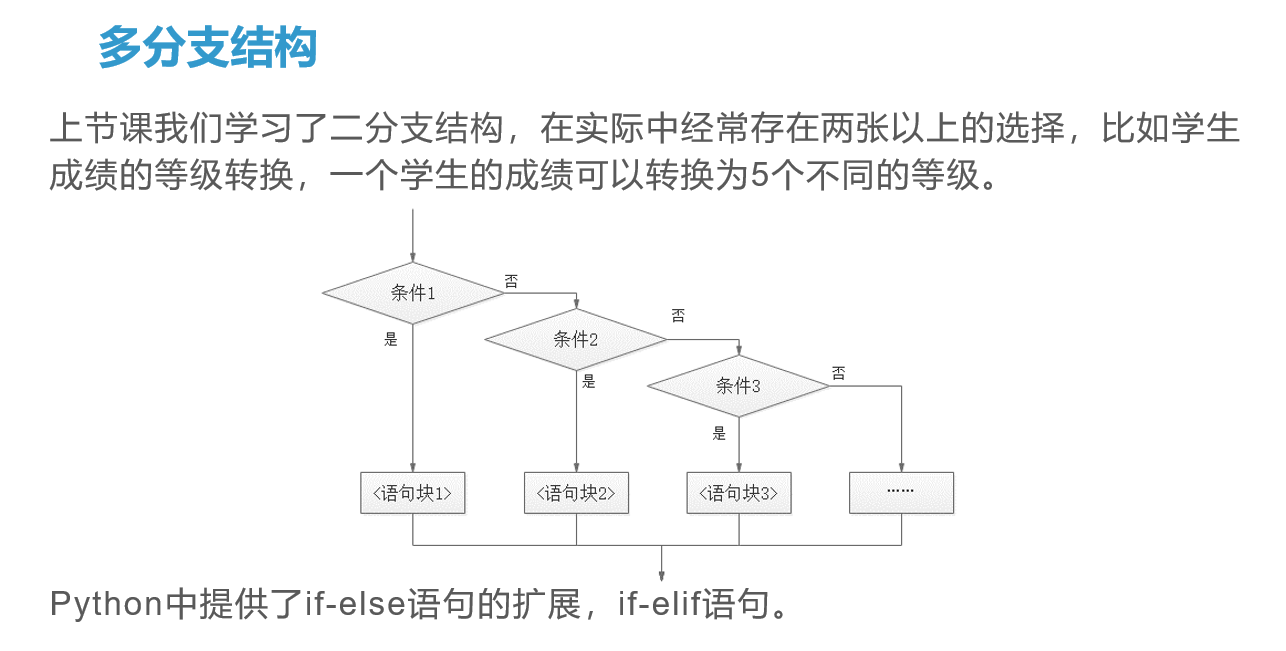 多分支结构
上节课我们学习了二分支结构，在实际中经常存在两张以上的选择，比如学生
成绩的等级转换，一个学生的成绩可以转换为5个不同的等级。
条件1
否
是
条件2
否
是
条件3
否
是
<语句块1>
<语句块2>
<语句块3>
……
Python中提供了if-else语句的扩展，if-elif语句。